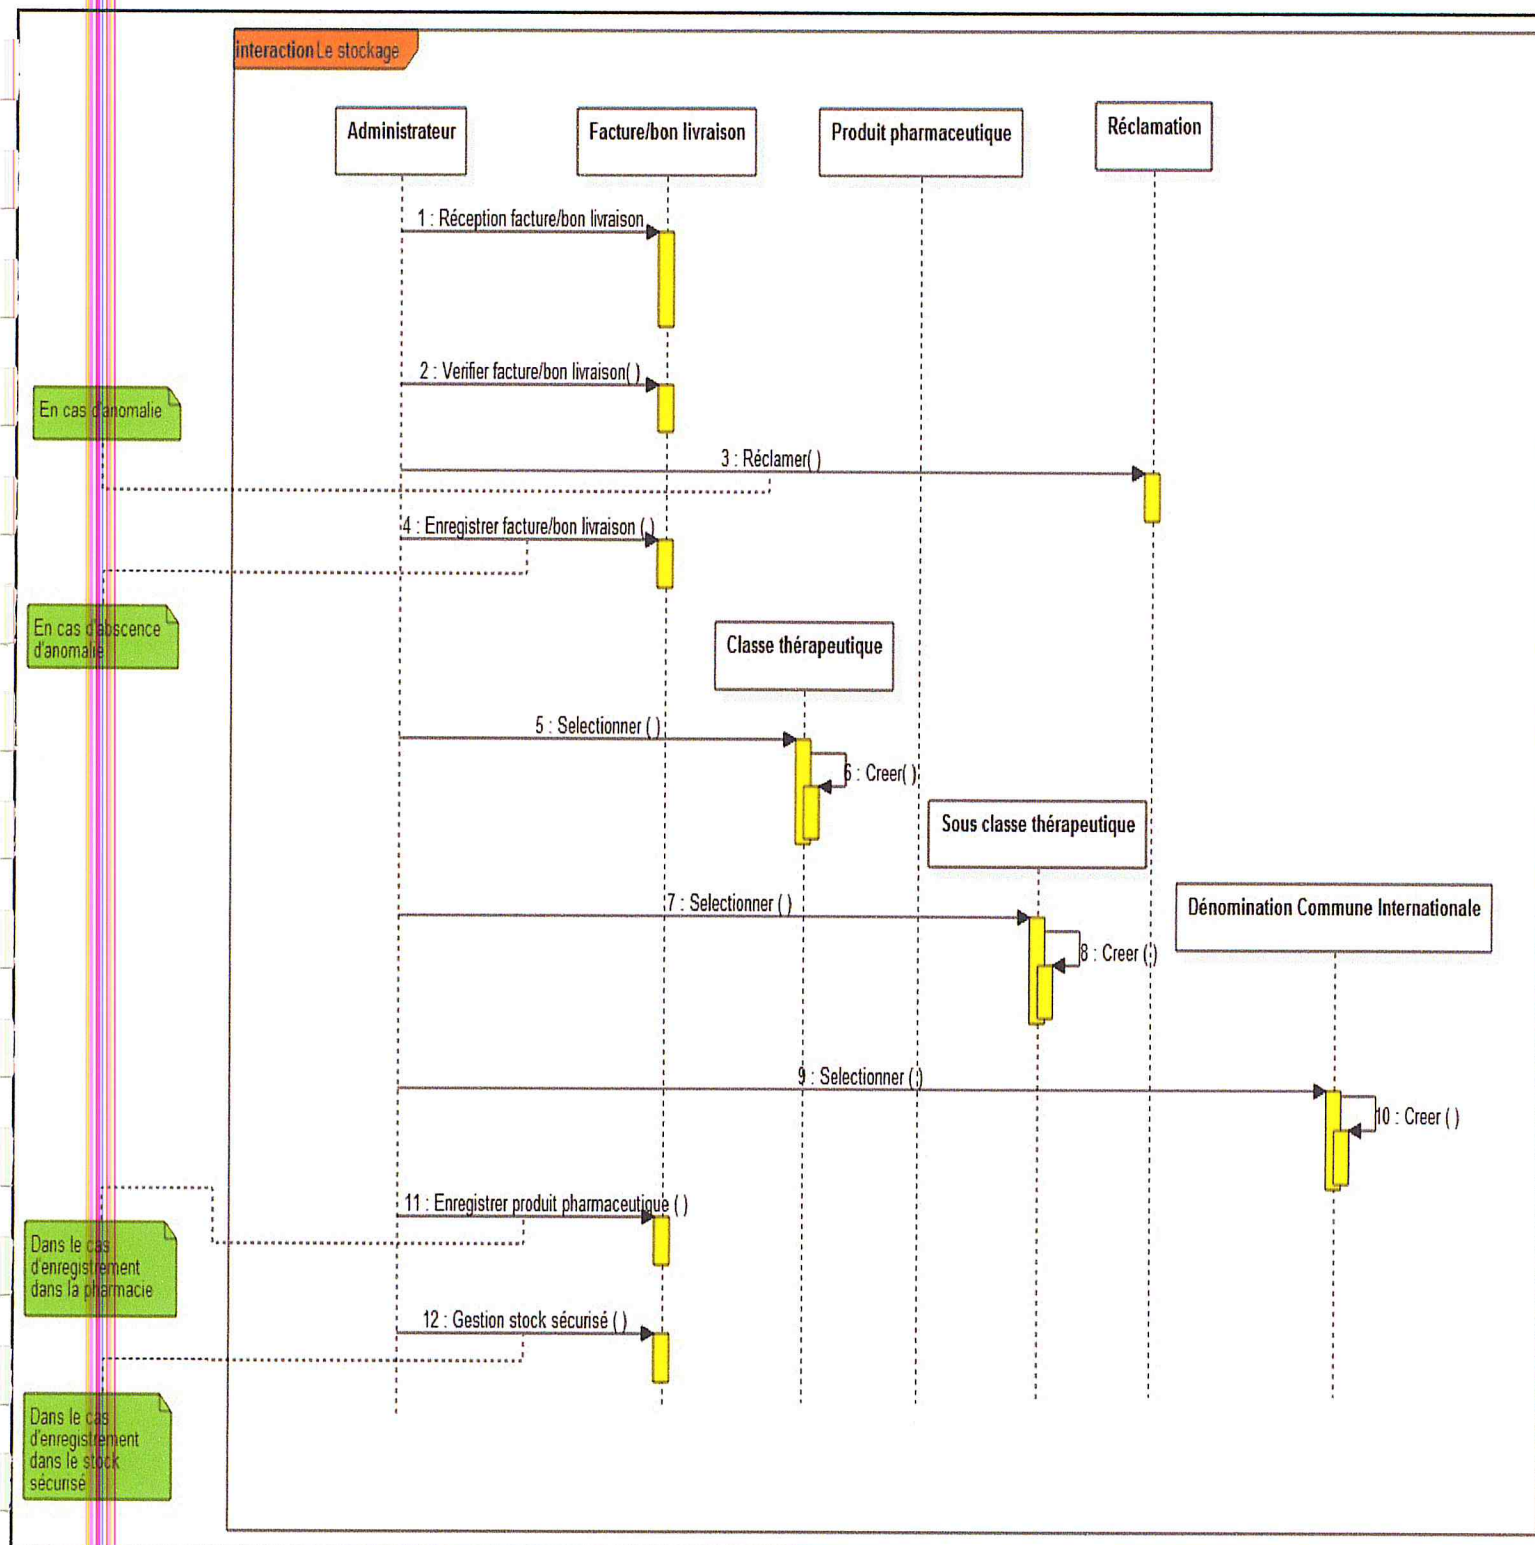 interaction Le stockage
Administrateur
Facture/bon livraison
Produit pharmaceutique
Réclamation
1 : Réception facture/bon livraison
2 : Verifier facture/bon livraison( )
En cas d'anomalie
3 : Réclamer( )
4 : Enregistrer facture/bon livraison ( )
En cas d'abscence
d'anomalie
Classe thérapeutique
5 : Selectionner ( )
6 : Creer( )
Sous classe thérapeutique
7 : Selectionner ( )
Dénomination Commune Internationale
8 : Creer ( )
9 : Selectionner ( )
10 : Creer ( )
11 : Enregistrer produit pharmaceutique ( )
Dans le cas
d'enregistrement
dans la pharmacie
12 : Gestion stock sécurisé ( )
Dans le cas
d'enregistrement
dans le stock
sécurisé